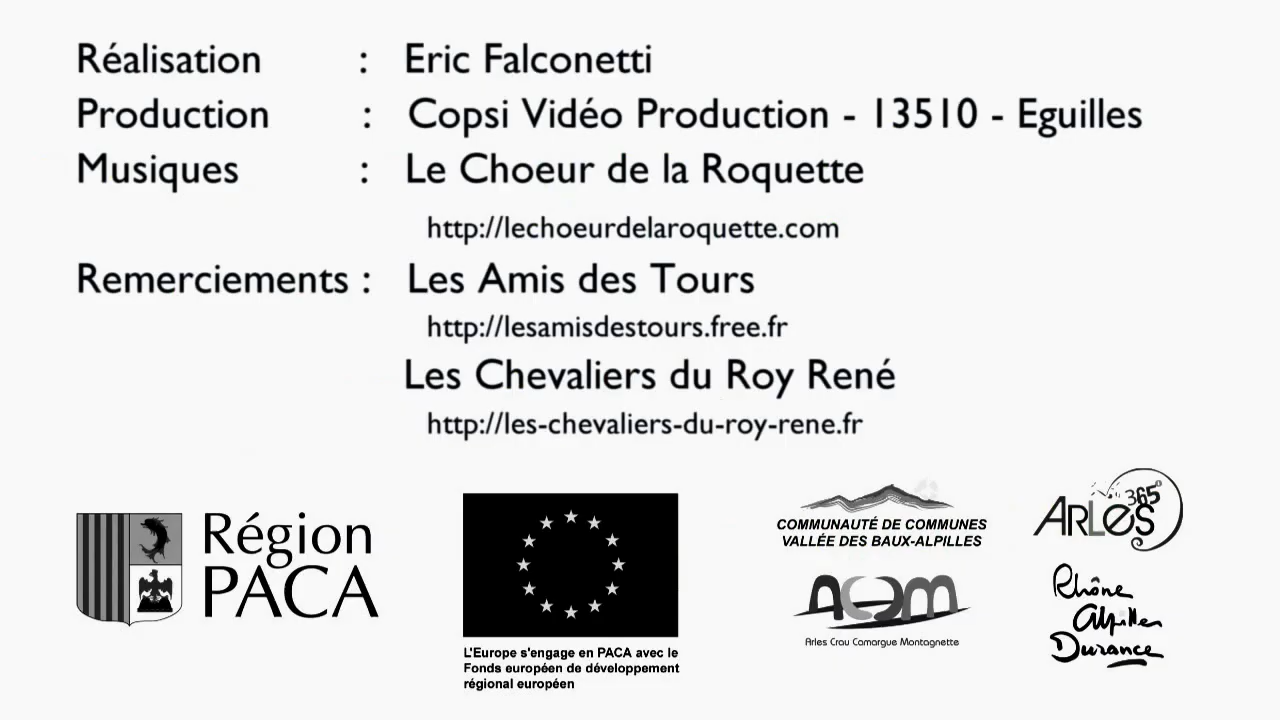 Réalisation : Eric Falconetti
Production : Copsi Vidéo Production - 13510 - Eguilles
Musiques : Le Choeur de la Roquette
http://lechoeurdelaroquette.com
Remerciements : Les Amis des Tours
http://lesamisdestours.free.fr
Les Chevaliers du Roy René
http://les-chevaliers-du-roy-rene.fr
Région
PACA
L'Europe s'engage en PACA avec le
Fonds européen de développement
régional européen
COMMUNAUTÉ DE COMMUNES
VALLÉE DES BAUX-ALPILLES
ACCM
Arles Crau Camargue Montagnette
ARLES 365°
Rhône
Alpilles
Durance